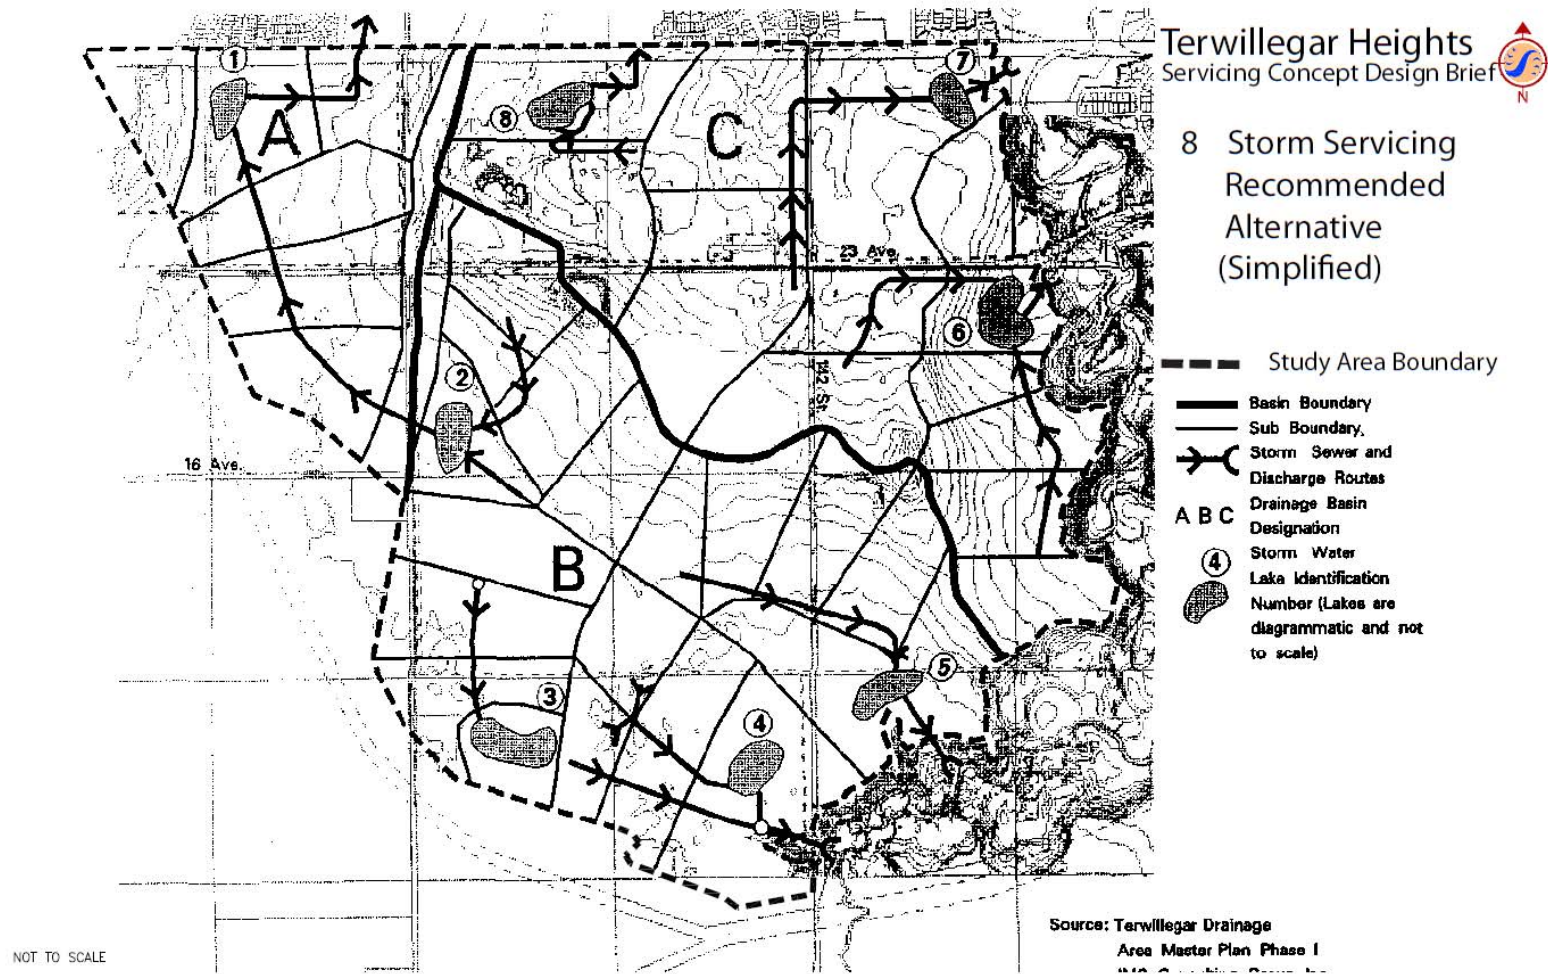 Terwillegar Heights
Servicing Concept Design Brief
N
8 Storm Servicing
Recommended
Alternative
(Simplified)
Study Area Boundary
Basin Boundary
Sub Boundary.
Storm Sewer and
Discharge Routes
A B C Drainage Basin
Designation
4 Storm Water
Lake Identification
Number (Lakes are
diagrammatic and not
to scale)
1
7
8
A
C
23 Ave.
6
2
142 St.
16 Ave.
B
5
3
4
Source: Terwillegar Drainage
Area Master Plan Phase I
NOT TO SCALE